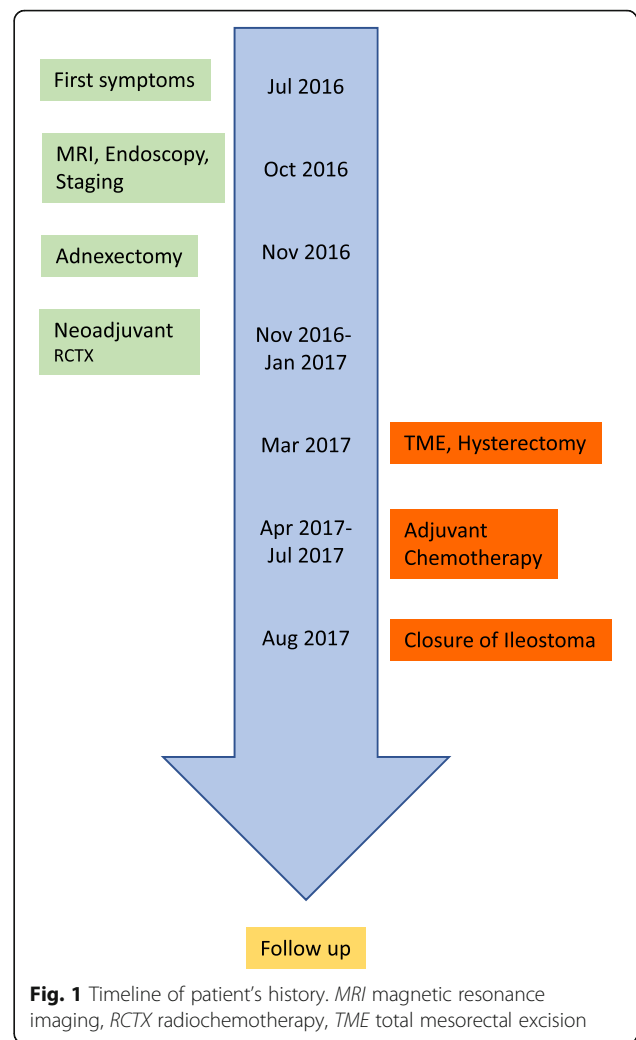 First symptoms
Jul 2016
MRI, Endoscopy,
Staging
Oct 2016
Adnexectomy
Nov 2016
Neoadjuvant
RCTX
Nov 2016-
Jan 2017
Mar 2017
TME, Hysterectomy
Apr 2017-
Jul 2017
Adjuvant
Chemotherapy
Aug 2017
Closure of Ileostoma
Follow up
Fig. 1 Timeline of patient’s history. MRI magnetic resonance
imaging, RCTX radiochemotherapy, TME total mesorectal excision